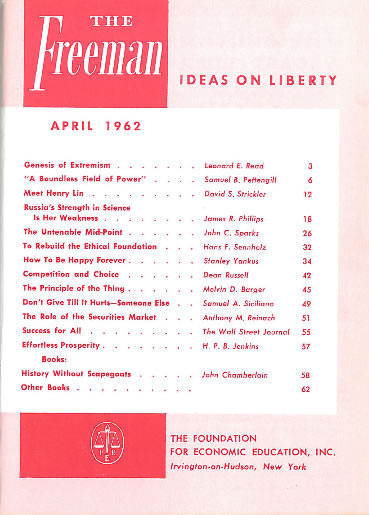 THE
Freeman
IDEAS ON LIBERTY
APRIL 1962
Genesis of Extremism . . . . . . . Leonard E. Read 3
"A Boundless Field of Power" . . . . Samuel B. Pettengill 6
Meet Henry Lin . . . . . . . . . David S. Strickler 12
Russia's Strength in Science
Is Her Weakness . . . . . . . . James R. Phillips 18
The Untenable Mid-Point . . . . . John C. Sparks 26
To Rebuild the Ethical Foundation . . . Hans F. Sennholz 32
How To Be Happy Forever . . . . . Stanley Yankus 34
Competition and Choice . . . . . Dean Russell 42
The Principle of the Thing . . . . . Melvin D. Barger 45
Don't Give Till It Hurts—Someone Else . . Samuel A. Siciliano 49
The Role of the Securities Market . . . Anthony M. Reinach 51
Success for All . . . . . . . . . The Wall Street Journal 55
Effortless Prosperity . . . . . . . H. P. B. Jenkins 57
Books:
History Without Scapegoats . . . . . John Chamberlain 58
Other Books . . . . . . . . . . 62
F E E
THE FOUNDATION
FOR ECONOMIC EDUCATION, INC.
Irvington-on-Hudson, New York